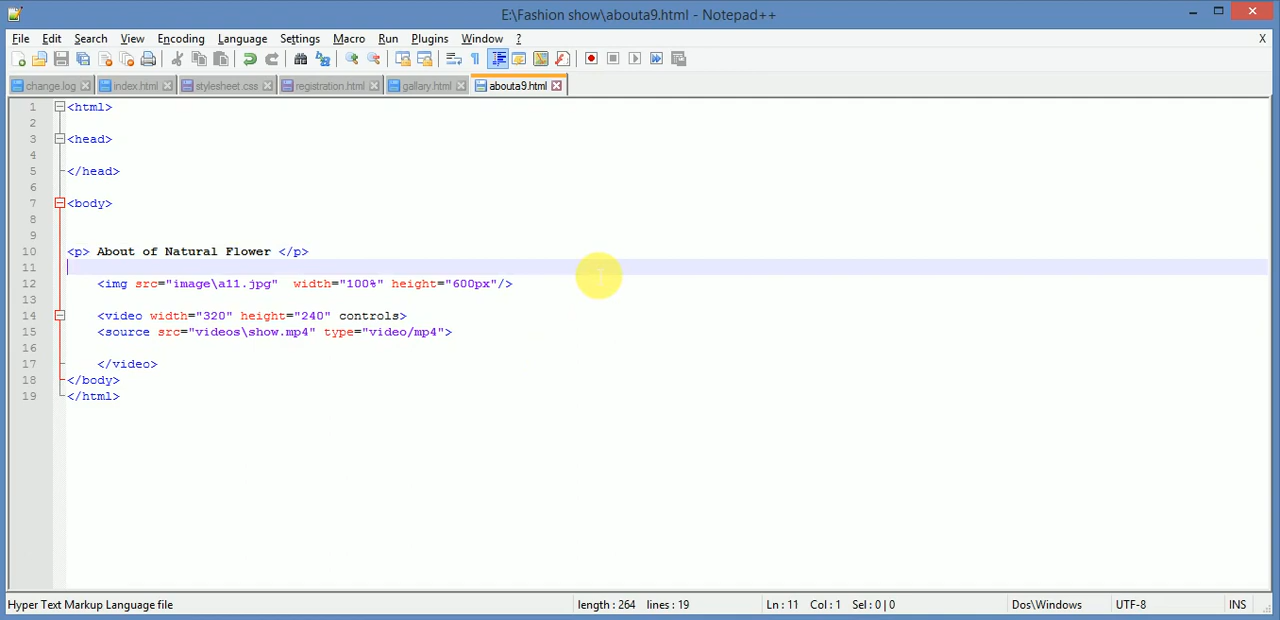 E:\Fashion show\abouta9.html - Notepad++
File Edit Search View Encoding Language Settings Macro Run Plugins Window ? X
change.log index.html stylesheet.css registration.html gallary.html abouta9.html
1 <html>
2
3 <head>
4
5 </head>
6
7 <body>
8
9
10 <p> About of Natural Flower </p>
11
12 <img src="image\a11.jpg" width="100%" height="600px"/>
13
14 <video width="320" height="240" controls>
15 <source src="videos\show.mp4" type="video/mp4">
16
17 </video>
18 </body>
19 </html>
Hyper Text Markup Language file length : 264 lines : 19 Ln : 11 Col : 1 Sel : 0 | 0 Dos\Windows UTF-8 INS